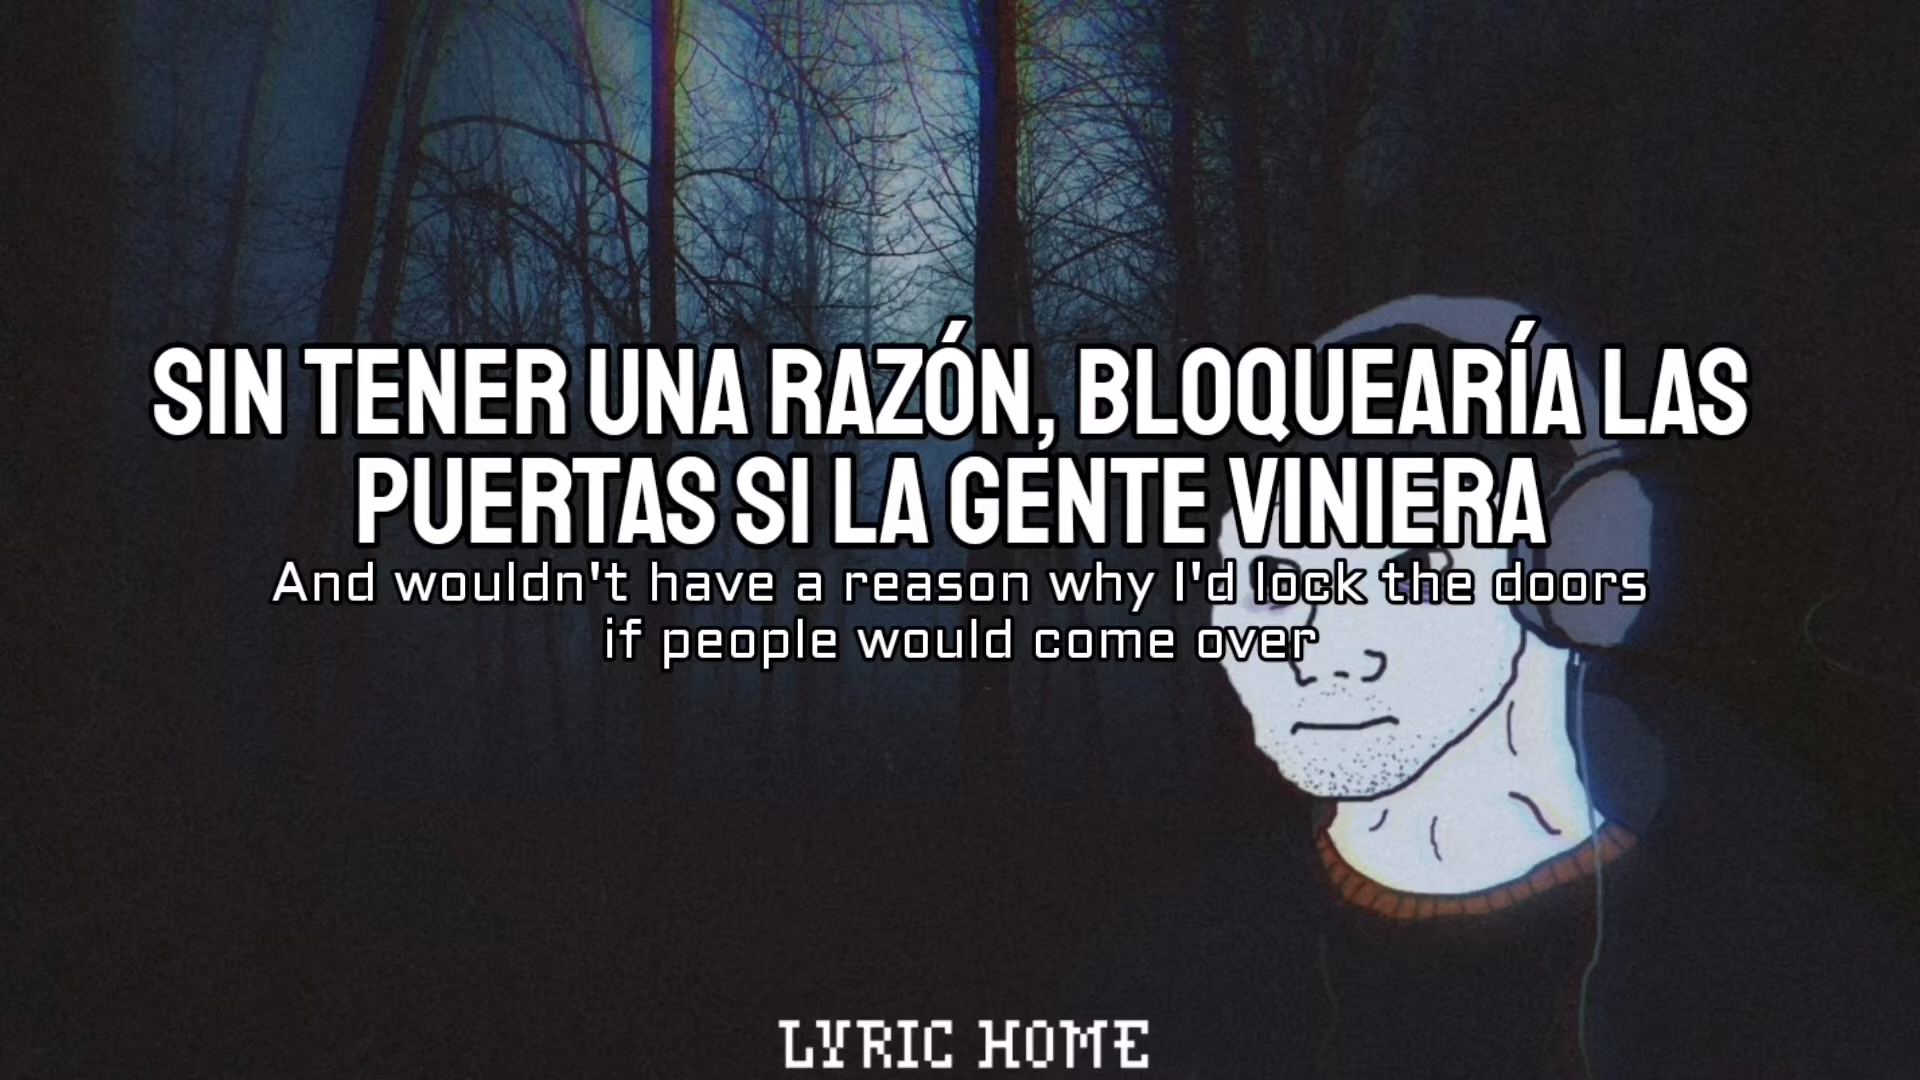 SIN TENER UNA RAZÓN, BLOQUEARÍA LAS
PUERTAS SI LA GENTE VINIERA
And wouldn't have a reason why I'd lock the doors
if people would come over
LYRIC HOME